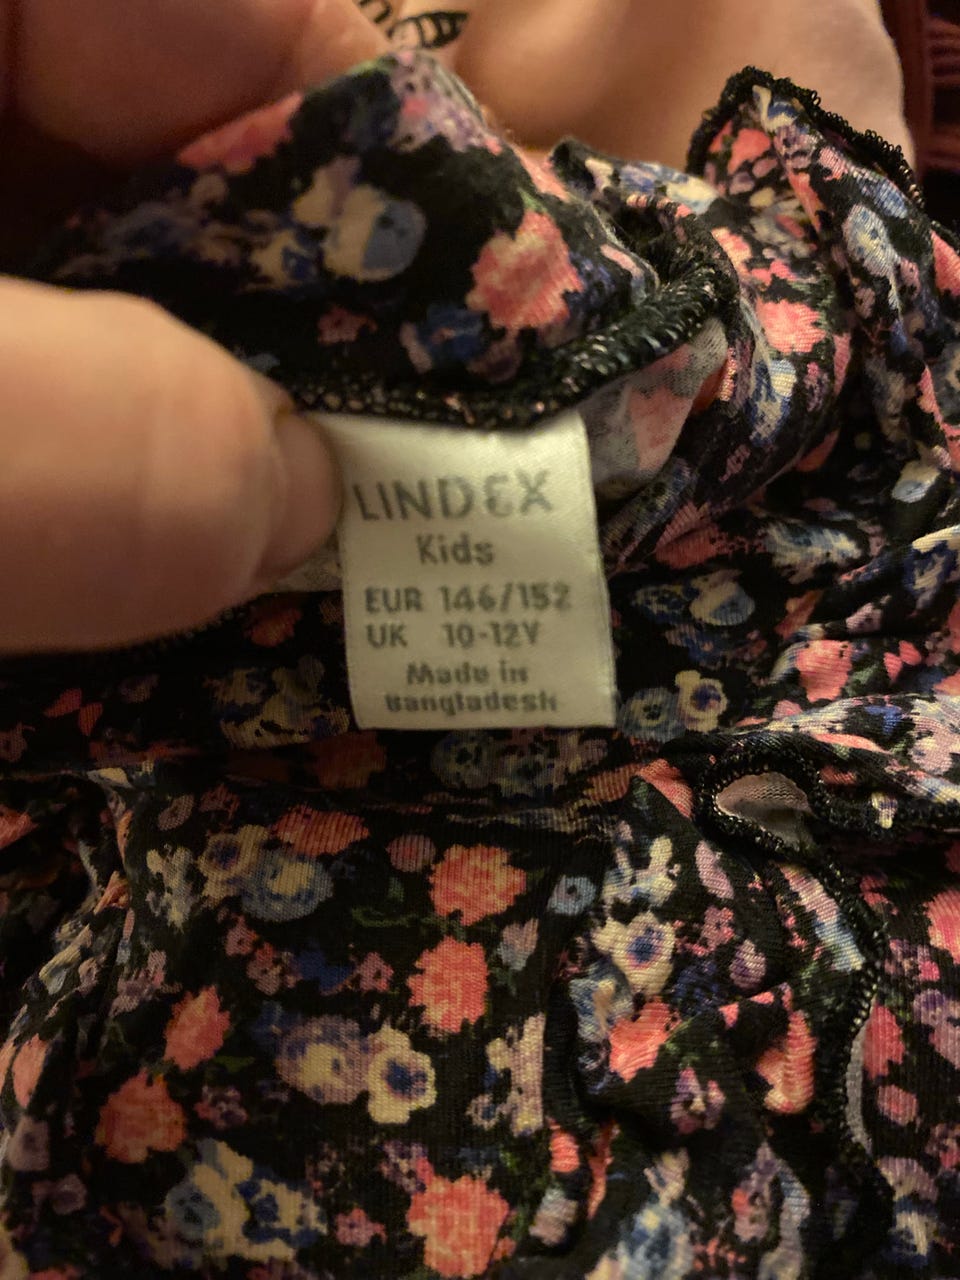 LINDEX
Kids
EUR 146/152
UK 10-12Y
Made in
Bangladesh